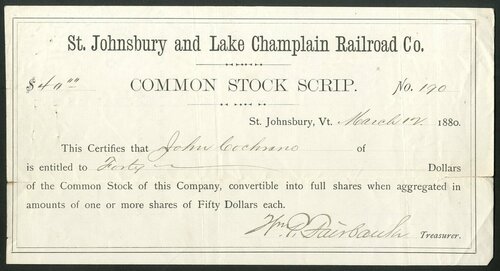 St. Johnsbury and Lake Champlain Railroad Co.
$40.00 COMMON STOCK SCRIP. No. 190
St. Johnsbury, Vt. March 12 1880.
This Certifies that John Cochrane of
is entitled to Forty Dollars
of the Common Stock of this Company, convertible into full shares when aggregated in
amounts of one or more shares of Fifty Dollars each.
Wm. P. Fairbanks Treasurer.